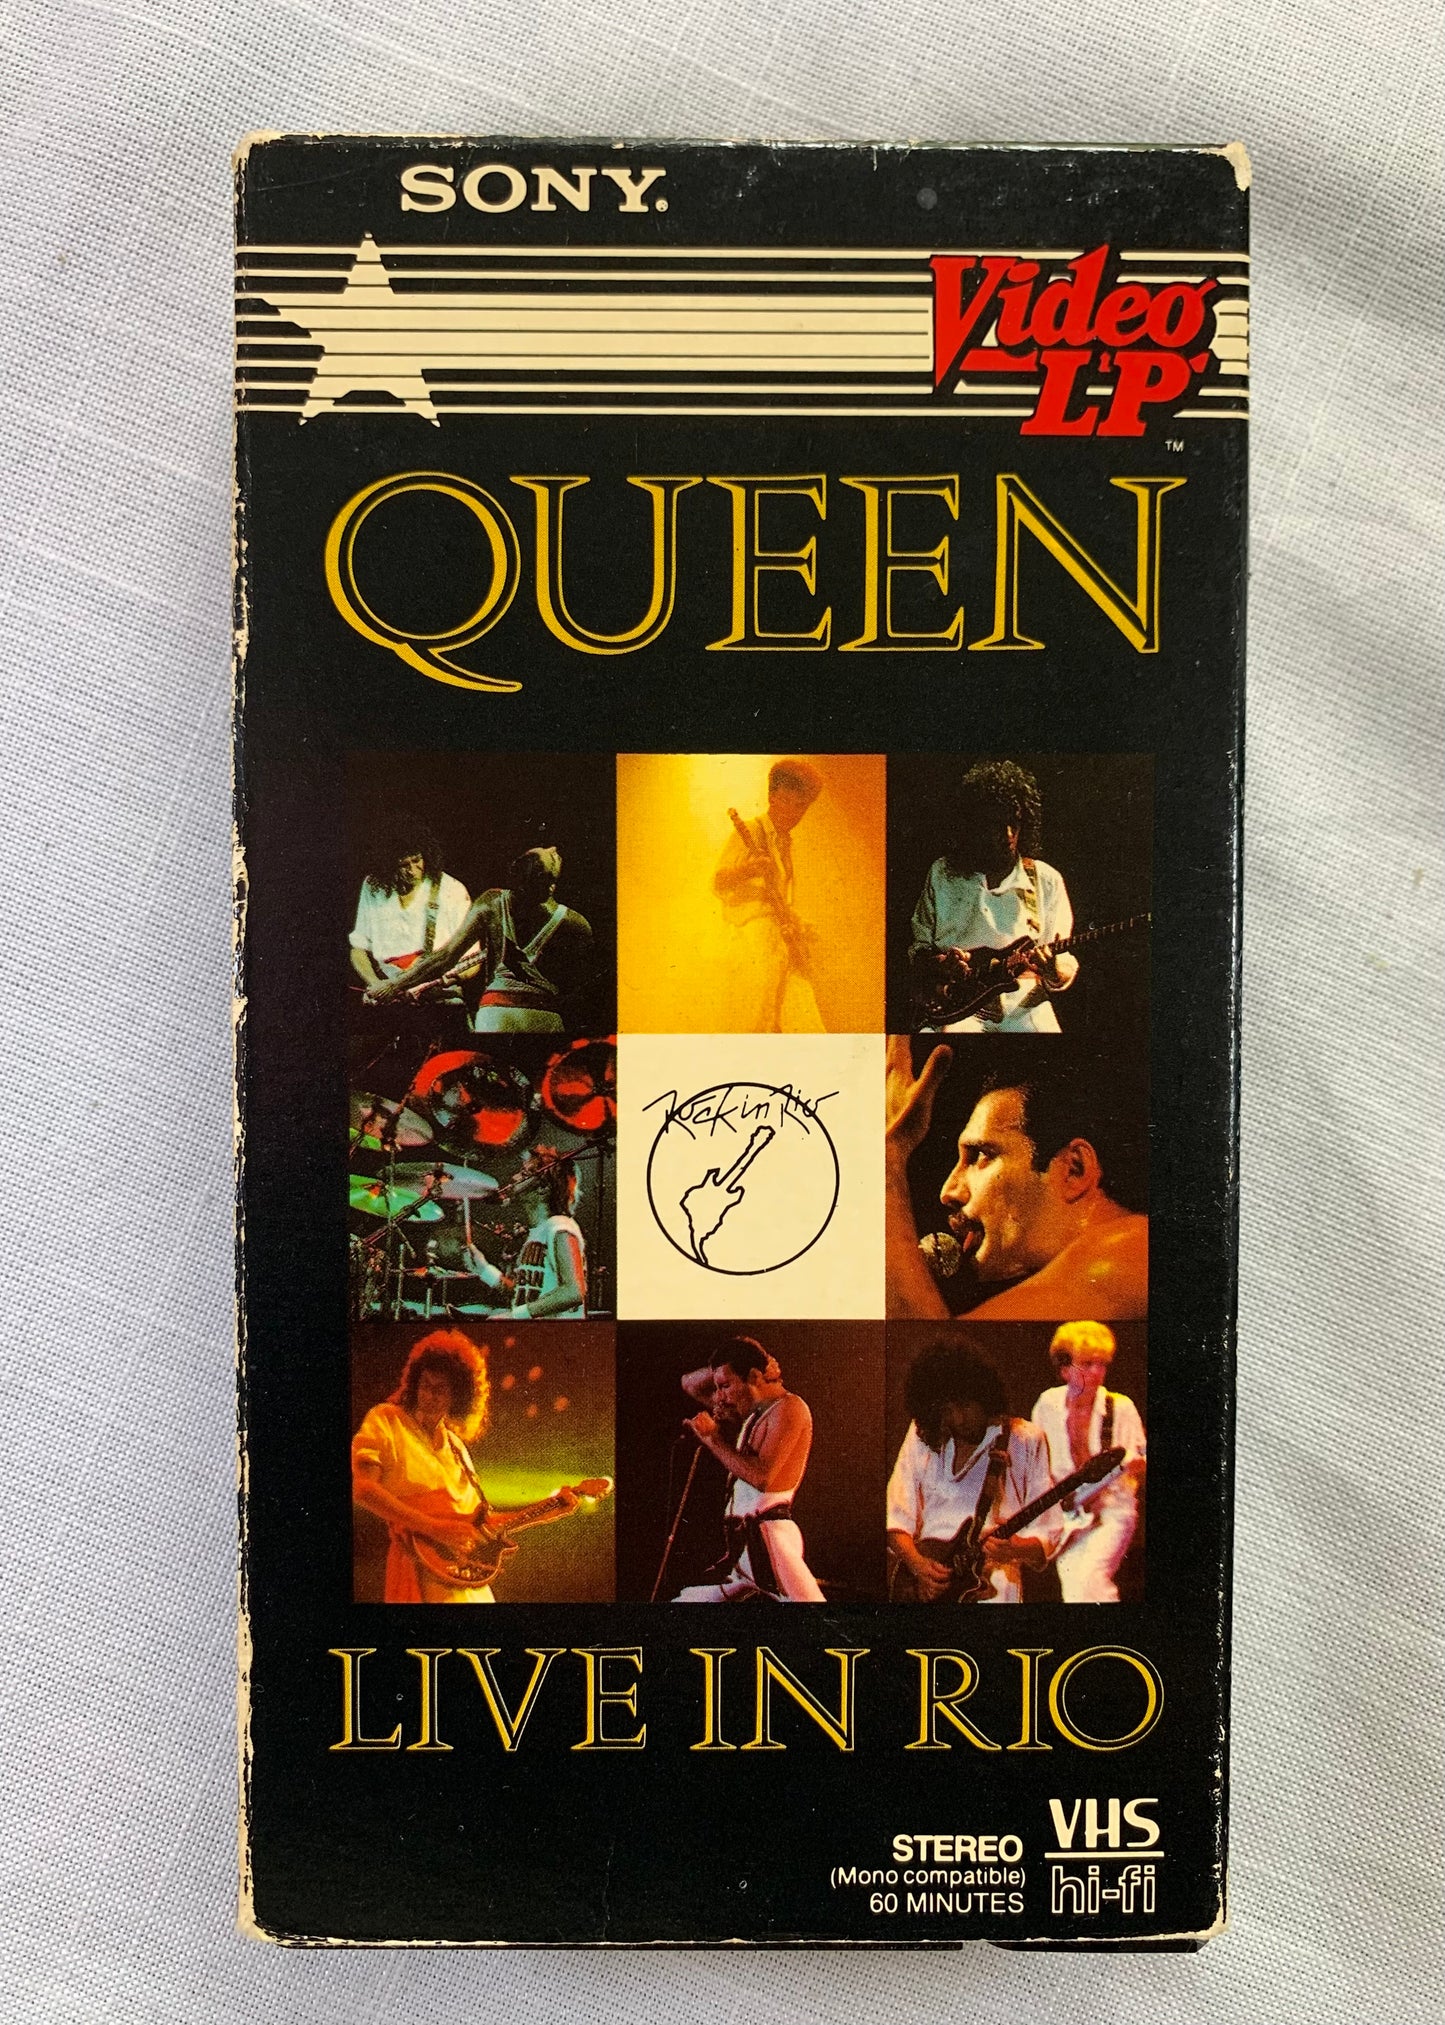 SONY.
Video
LP
TM
QUEEN
Rock in Rio
LIVE IN RIO
STEREO
(Mono compatible)
60 MINUTES
VHS
hi-fi